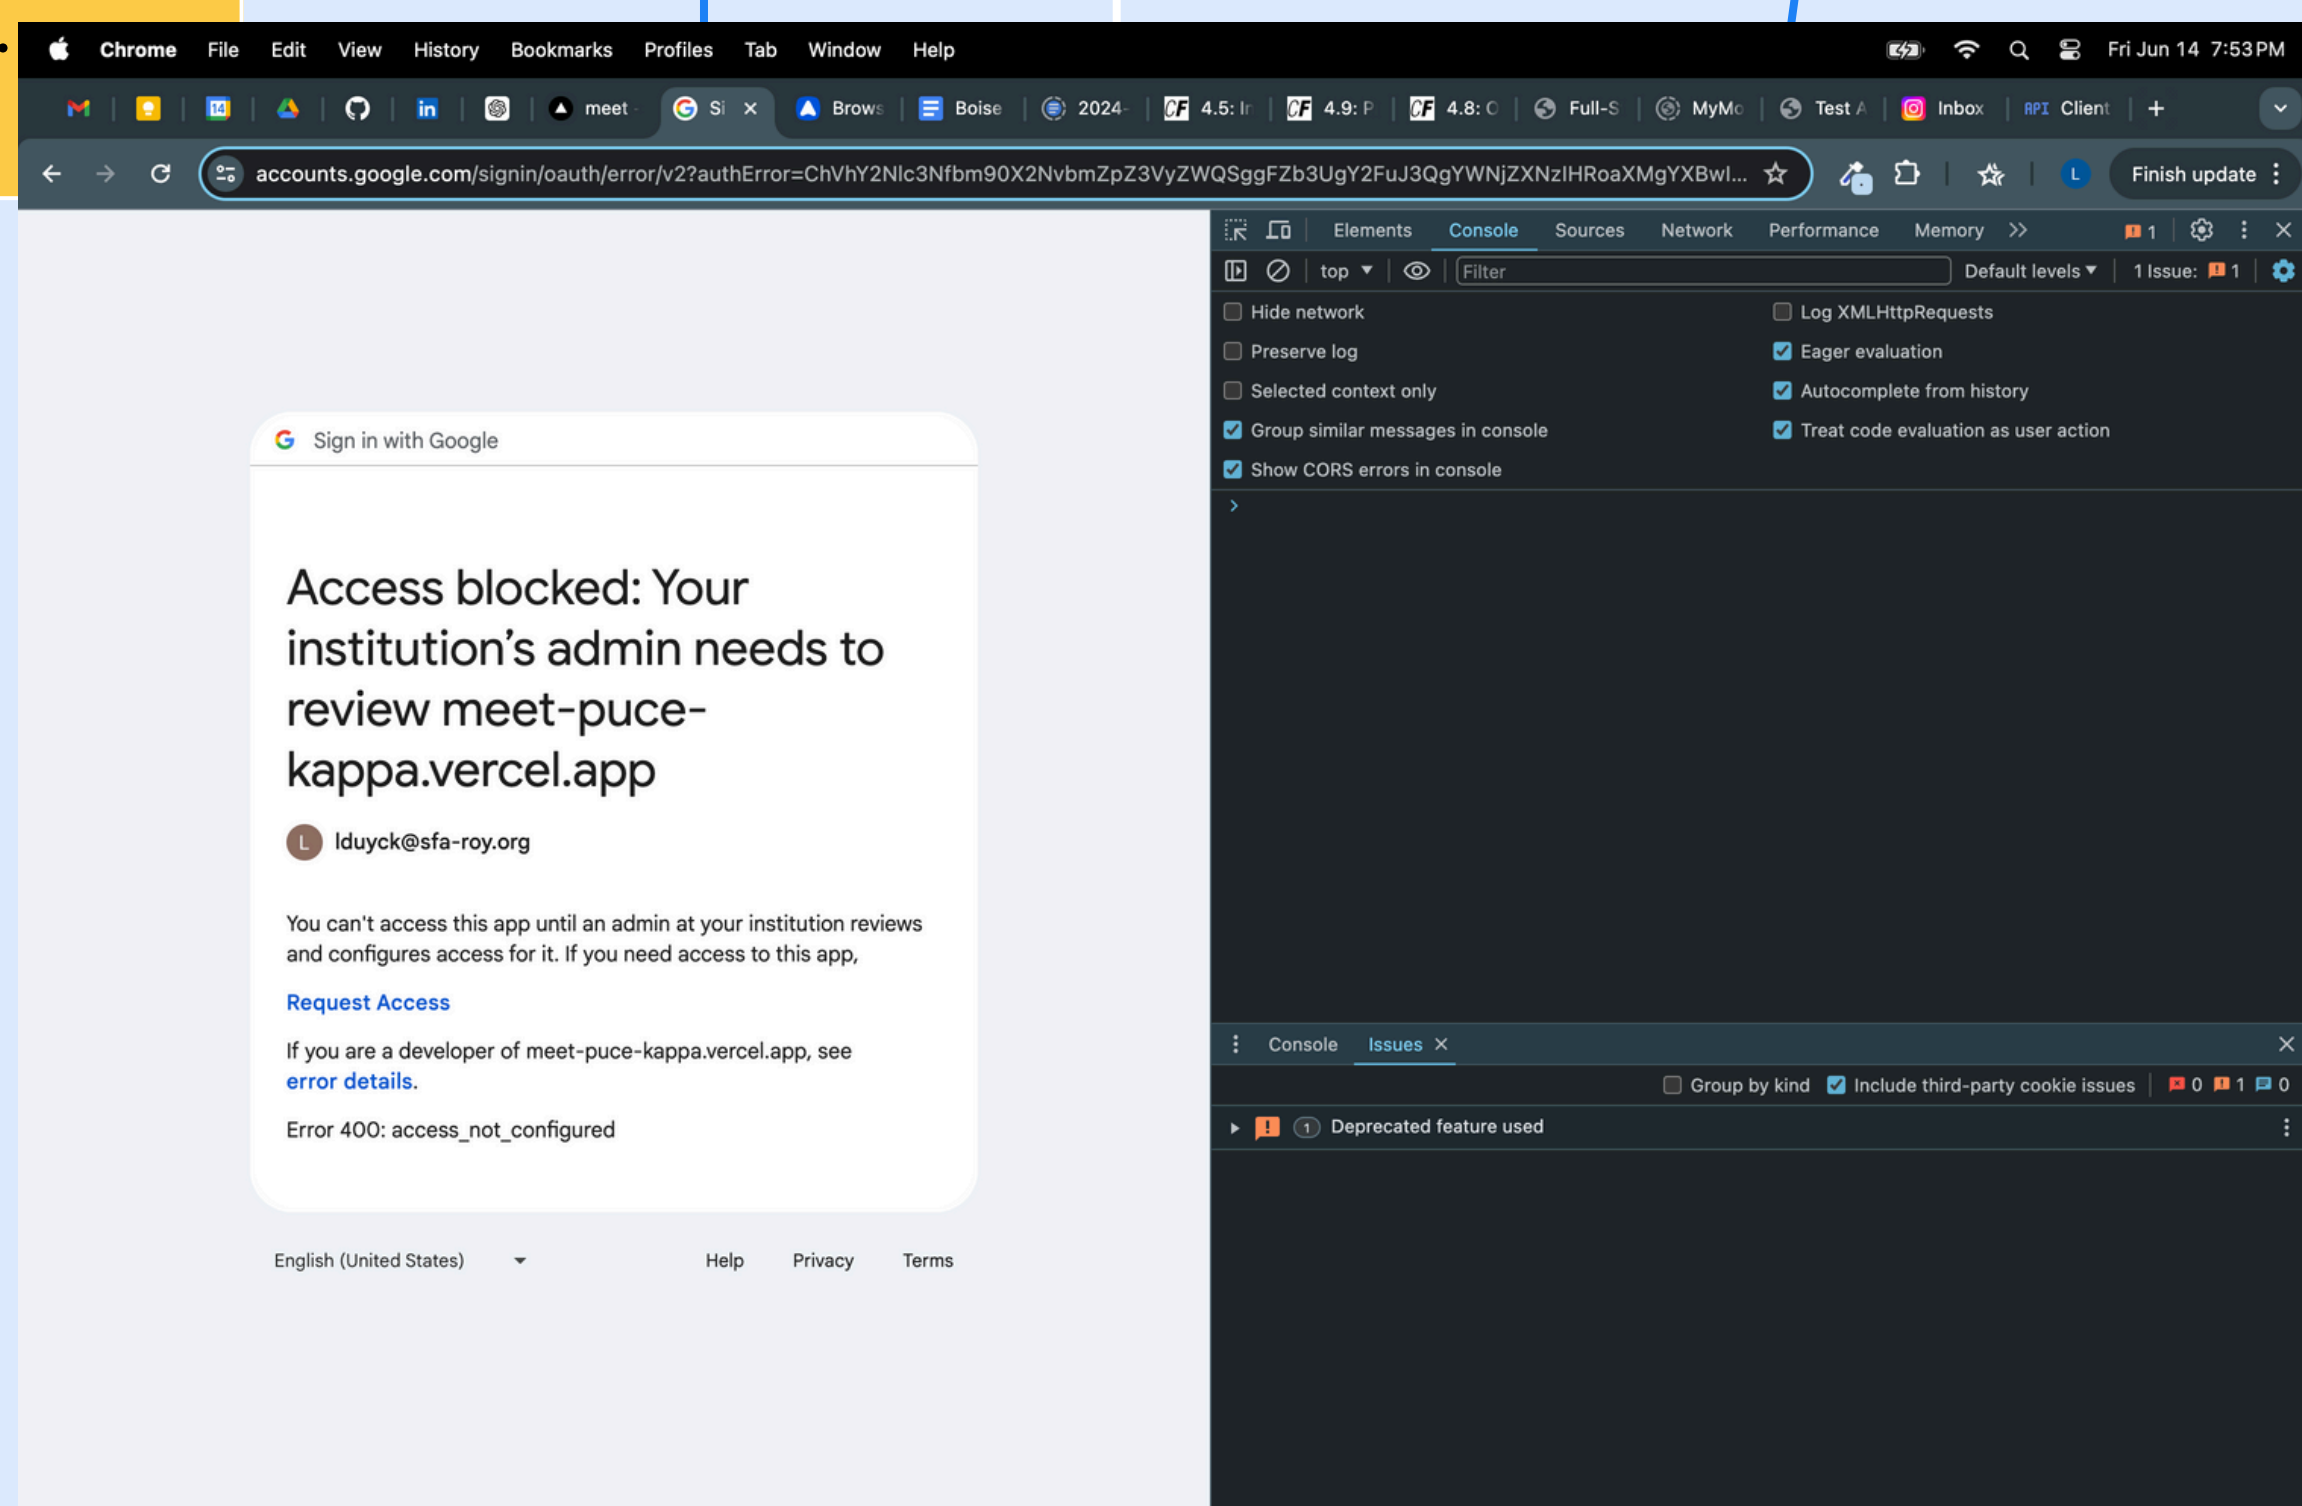 Chrome File Edit View History Bookmarks Profiles Tab Window Help Fri Jun 14 7:53 PM
14 in meet Si Brows Boise 2024- CF 4.5: In CF 4.9: P CF 4.8: O Full-S MyMo Test A Inbox API Client
accounts.google.com/signin/oauth/error/v2?authError=ChVhY2Nlc3Nfbm90X2NvbmZpZ3VyZWQSggFZb3UgY2FuJ3QgYWNjZXNzIHRoaXMgYXBwI... L Finish update
Elements Console Sources Network Performance Memory 1
top Filter Default levels 1 Issue: 1
Hide network Log XMLHttpRequests
Preserve log Eager evaluation
Selected context only Autocomplete from history
Group similar messages in console Treat code evaluation as user action
Show CORS errors in console
Sign in with Google
Access blocked: Your
institution’s admin needs to
review meet-puce-
kappa.vercel.app
L lduyck@sfa-roy.org
You can't access this app until an admin at your institution reviews
and configures access for it. If you need access to this app,
Request Access
If you are a developer of meet-puce-kappa.vercel.app, see
error details.
Error 400: access_not_configured
English (United States) Help Privacy Terms
Console Issues
Group by kind Include third-party cookie issues 0 1 0
1 Deprecated feature used